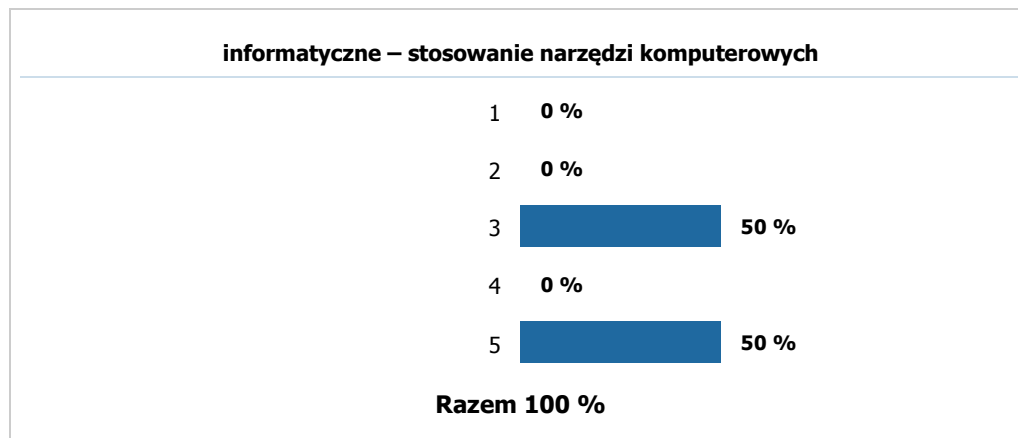 informatyczne – stosowanie narzędzi komputerowych
1 0 %
2 0 %
3 50 %
4 0 %
5 50 %
Razem 100 %